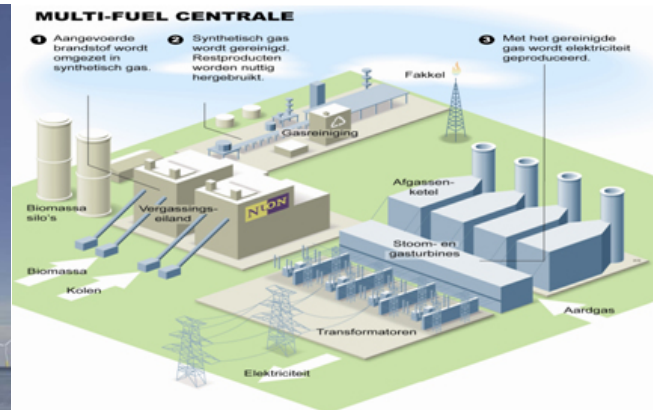 MULTI-FUEL CENTRALE
1 Aangevoerde
brandstof wordt
omgezet in
synthetisch gas.
2 Synthetisch gas
wordt gereinigd.
Restproducten
worden nuttig
hergebruikt.
3 Met het gereinigde
gas wordt elektriciteit
geproduceerd.
Fakkel
Gasreiniging
Afgassen-
ketel
Biomassa
silo's
Vergassings-
eiland
NUON
Stoom- en
gasturbines
Biomassa
Kolen
Aardgas
Transformatoren
Elektriciteit